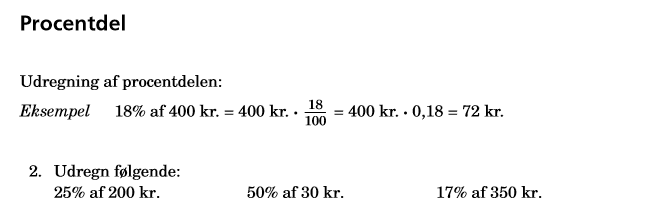 Procentdel
Udregning af procentdelen:
Eksempel 18% af 400 kr. = 400 kr. · 18/100 = 400 kr. · 0,18 = 72 kr.
2. Udregn følgende:
25% af 200 kr. 50% af 30 kr. 17% af 350 kr.